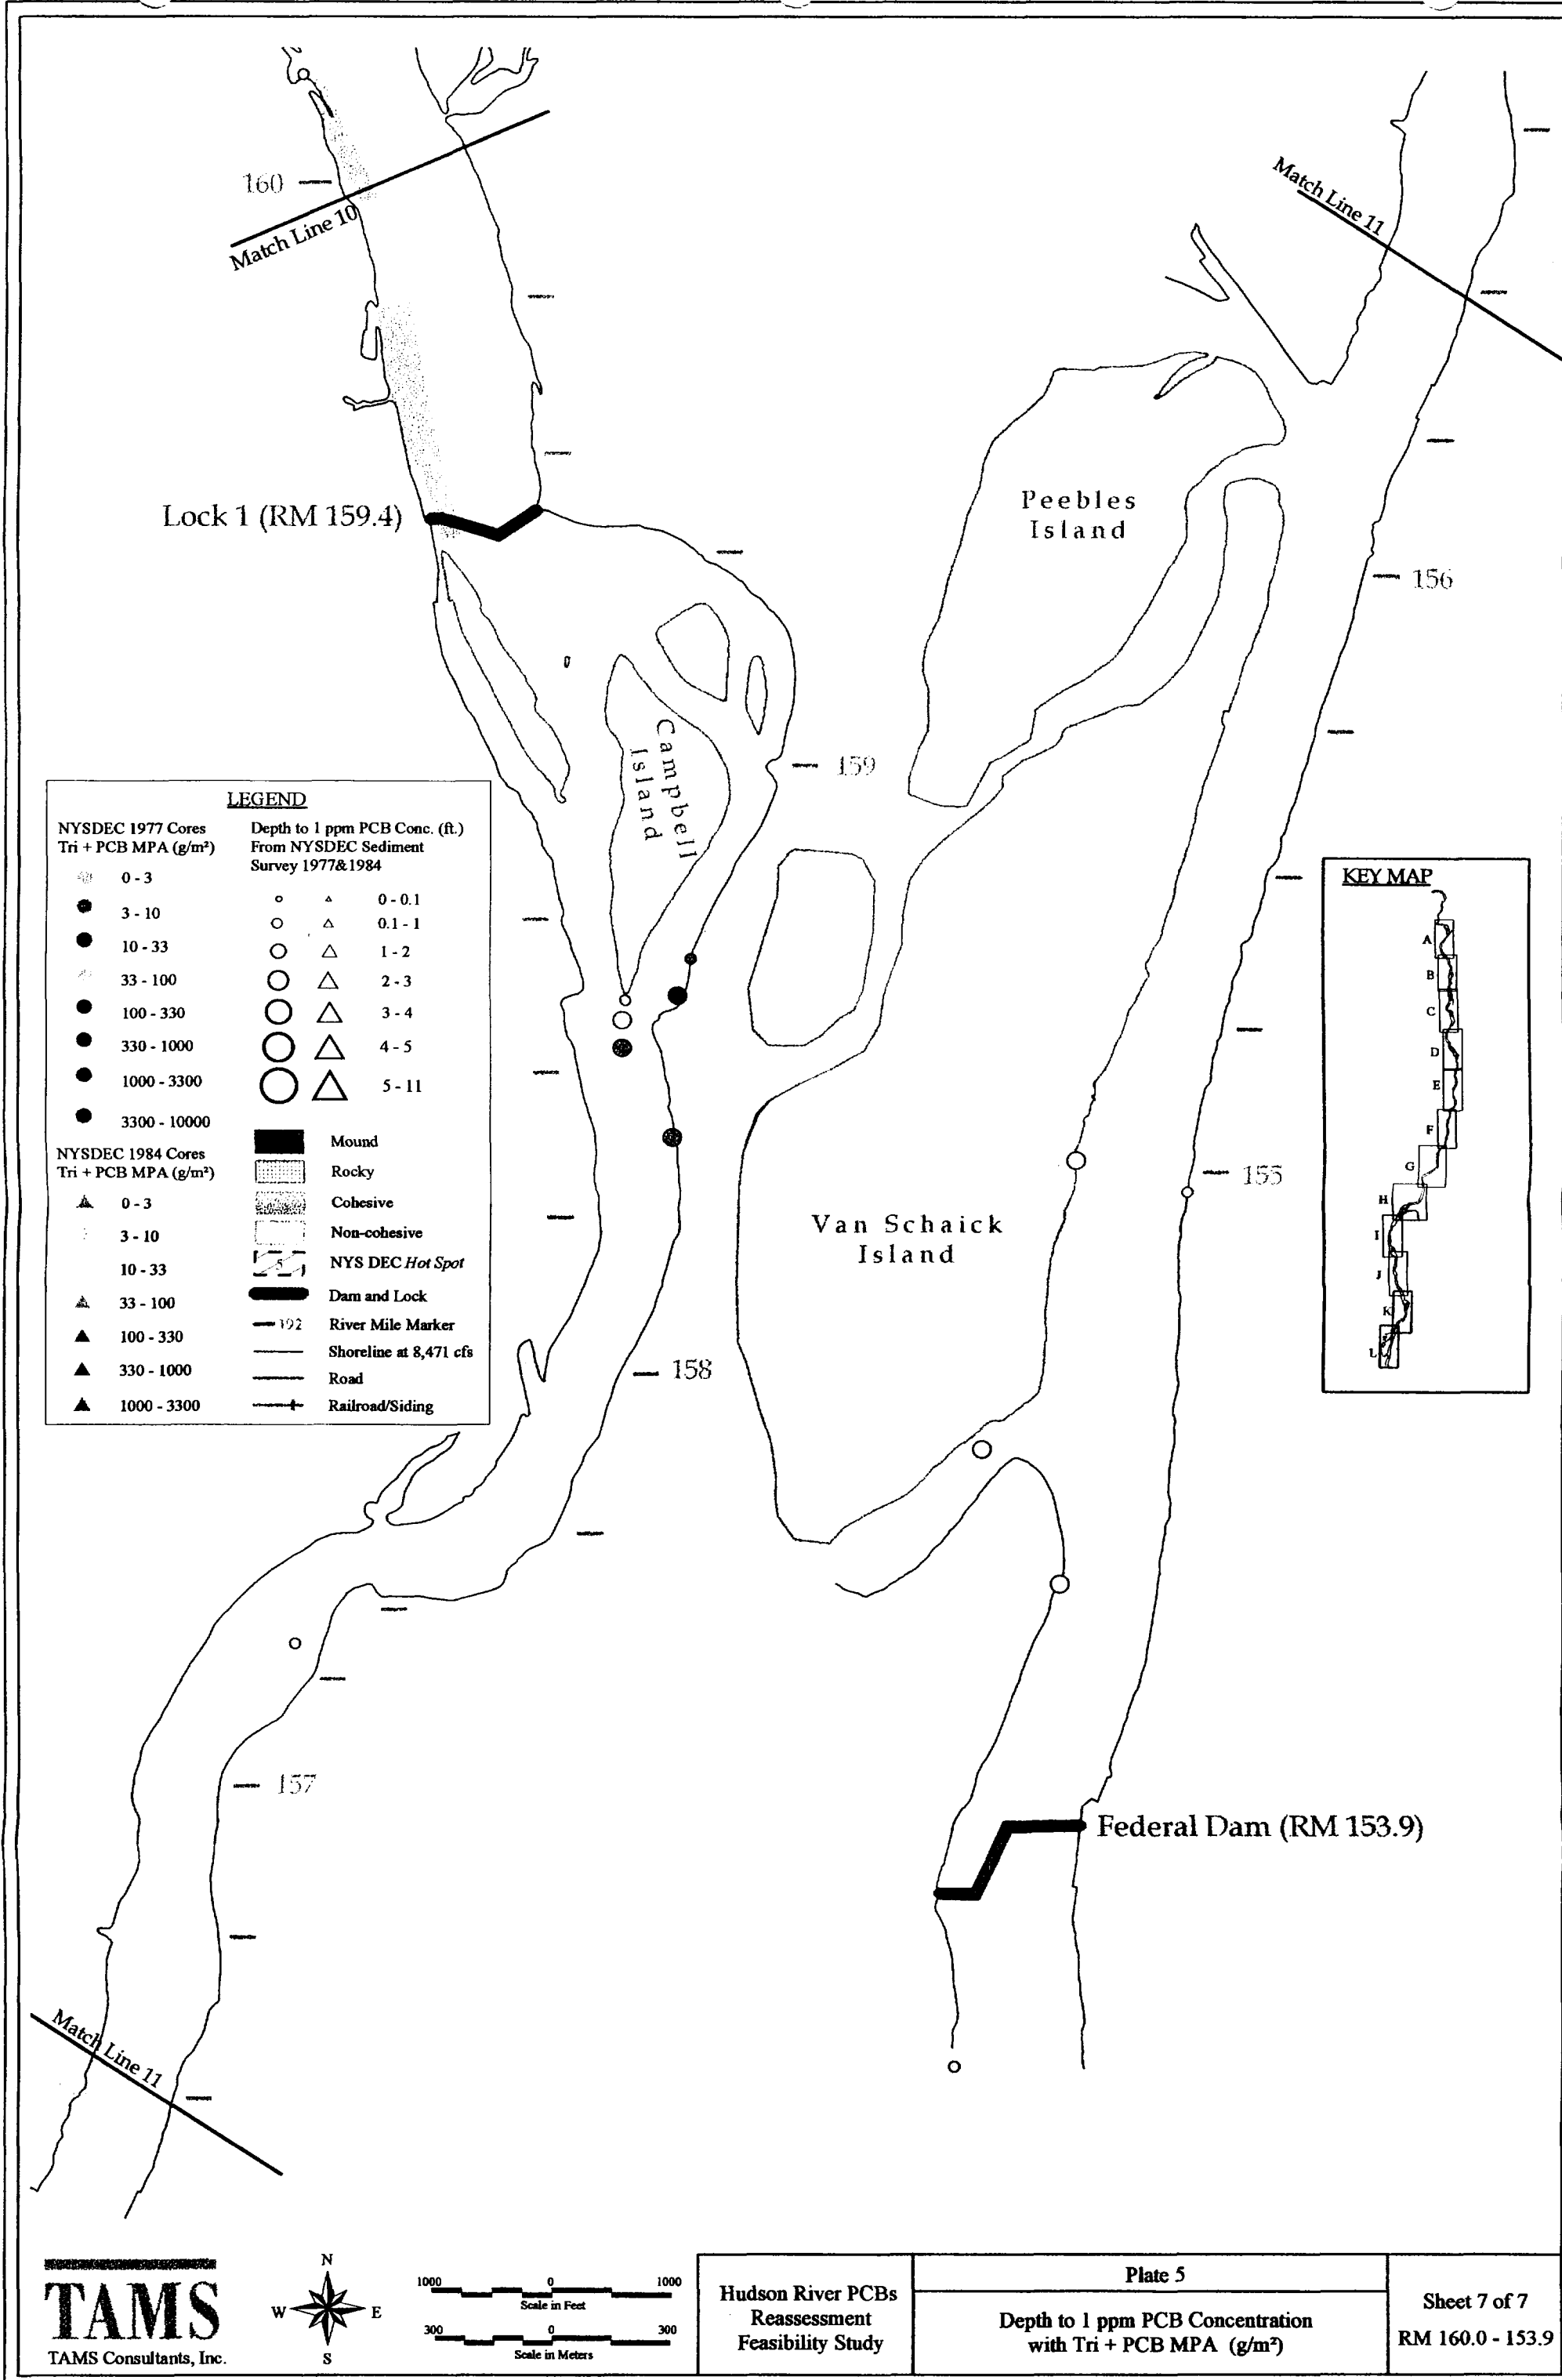 160
Match Line 10
Match Line 11
Lock 1 (RM 159.4)
Peebles
Island
156
Campbell
Island
159
LEGEND
NYSDEC 1977 Cores
Tri + PCB MPA (g/m²)
0 - 3
3 - 10
10 - 33
33 - 100
100 - 330
330 - 1000
1000 - 3300
3300 - 10000
NYSDEC 1984 Cores
Tri + PCB MPA (g/m²)
0 - 3
3 - 10
10 - 33
33 - 100
100 - 330
330 - 1000
1000 - 3300
Depth to 1 ppm PCB Conc. (ft.)
From NYSDEC Sediment
Survey 1977&1984
0 - 0.1
0.1 - 1
1 - 2
2 - 3
3 - 4
4 - 5
5 - 11
Mound
Rocky
Cohesive
Non-cohesive
5
NYS DEC Hot Spot
Dam and Lock
192
River Mile Marker
Shoreline at 8,471 cfs
Road
Railroad/Siding
KEY MAP
A
B
C
D
E
F
G
H
I
J
K
L
155
Van Schaick
Island
158
157
Federal Dam (RM 153.9)
Match Line 11
TAMS
TAMS Consultants, Inc.
N
W E
S
1000 0 1000
Scale in Feet
300 0 300
Scale in Meters
Hudson River PCBs
Reassessment
Feasibility Study
Plate 5
Depth to 1 ppm PCB Concentration
with Tri + PCB MPA (g/m²)
Sheet 7 of 7
RM 160.0 - 153.9